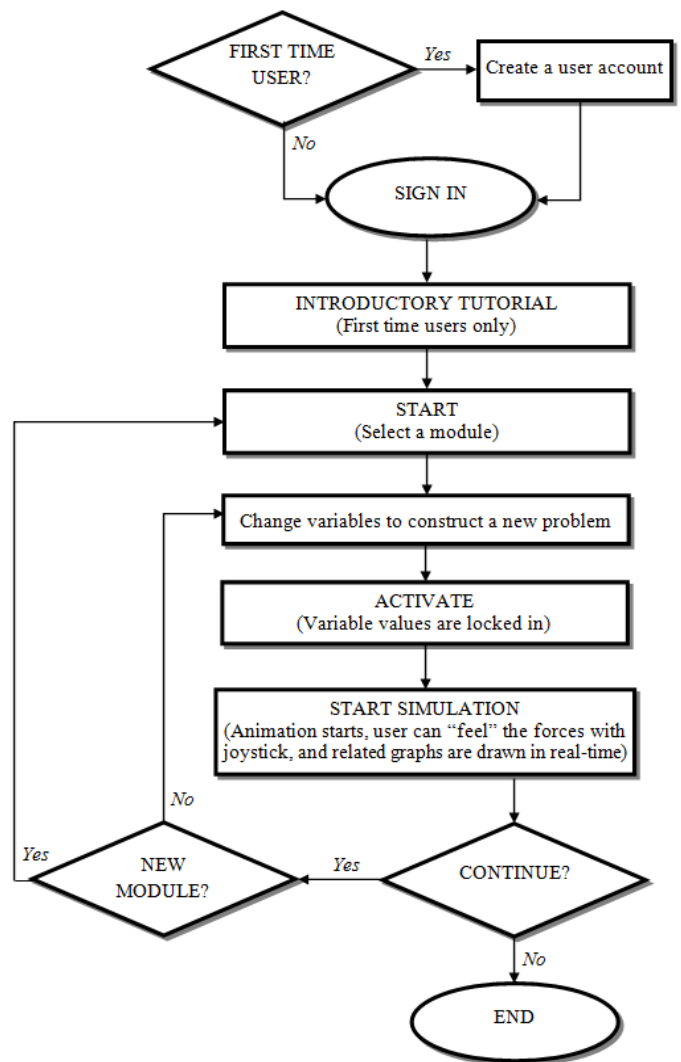 FIRST TIME
USER?
Yes
Create a user account
No
SIGN IN
INTRODUCTORY TUTORIAL
(First time users only)
START
(Select a module)
Change variables to construct a new problem
ACTIVATE
(Variable values are locked in)
START SIMULATION
(Animation starts, user can “feel” the forces with
joystick, and related graphs are drawn in real-time)
No
Yes
NEW
MODULE?
Yes
CONTINUE?
No
END